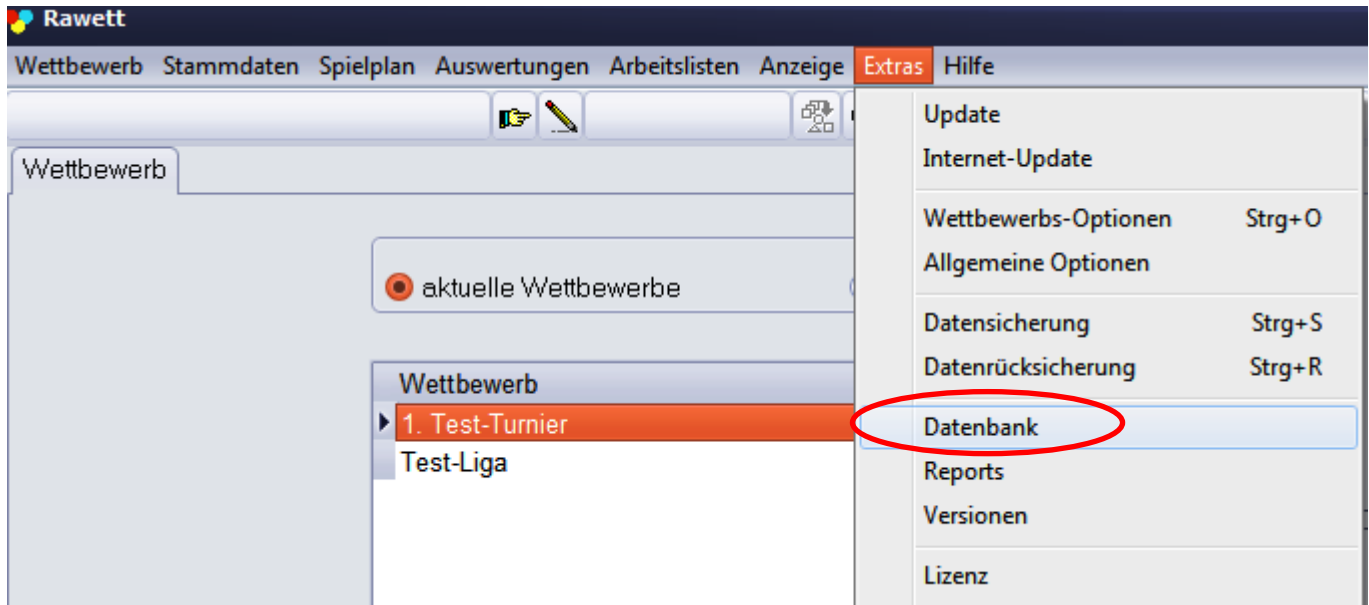 Rawett
Wettbewerb Stammdaten Spielplan Auswertungen Arbeitslisten Anzeige Extras Hilfe
Update
Internet-Update
Wettbewerbs-Optionen Strg+O
Allgemeine Optionen
Datensicherung Strg+S
Datenrücksicherung Strg+R
Datenbank
Reports
Versionen
Lizenz
Wettbewerb
aktuelle Wettbewerbe
Wettbewerb
1. Test-Turnier
Test-Liga